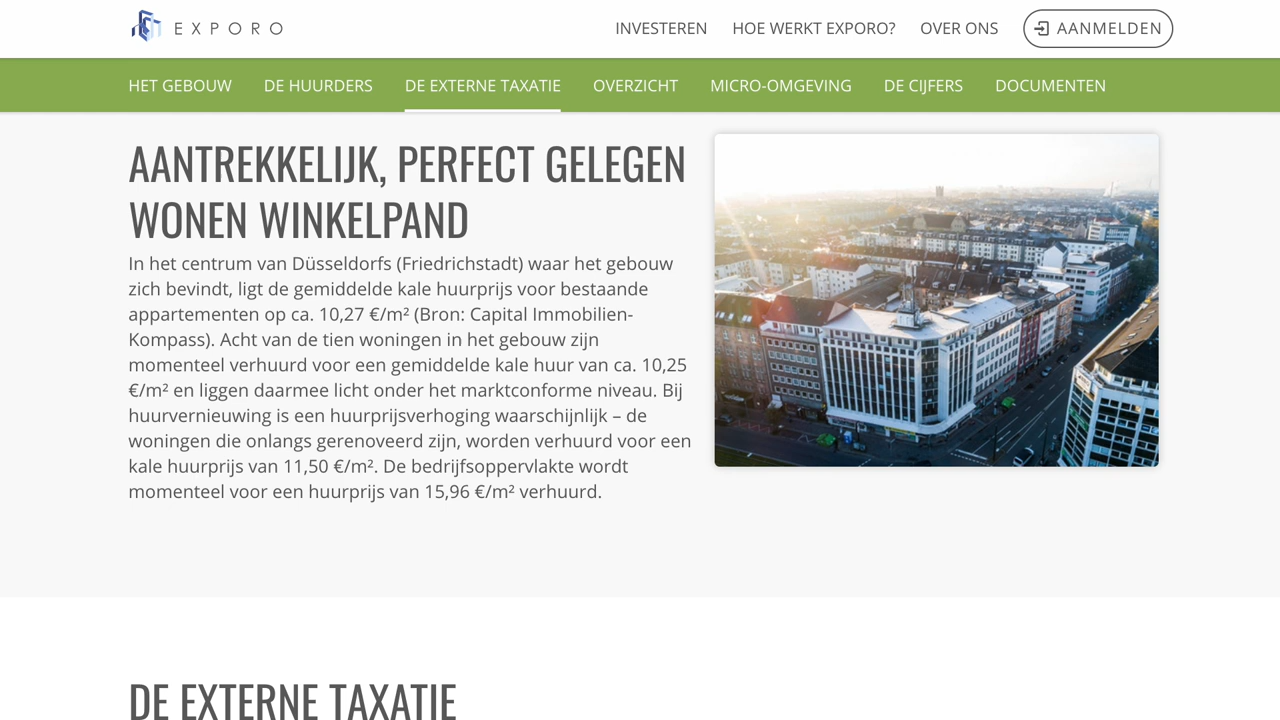 EXPORO
INVESTEREN HOE WERKT EXPORO? OVER ONS AANMELDEN
HET GEBOUW DE HUURDERS DE EXTERNE TAXATIE OVERZICHT MICRO-OMGEVING DE CIJFERS DOCUMENTEN
AANTREKKELIJK, PERFECT GELEGEN
WONEN WINKELPAND
In het centrum van Düsseldorfs (Friedrichstadt) waar het gebouw
zich bevindt, ligt de gemiddelde kale huurprijs voor bestaande
appartementen op ca. 10,27 €/m² (Bron: Capital Immobilien-
Kompass). Acht van de tien woningen in het gebouw zijn
momenteel verhuurd voor een gemiddelde kale huur van ca. 10,25
€/m² en liggen daarmee licht onder het marktconforme niveau. Bij
huurvernieuwing is een huurprijsverhoging waarschijnlijk – de
woningen die onlangs gerenoveerd zijn, worden verhuurd voor een
kale huurprijs van 11,50 €/m². De bedrijfsoppervlakte wordt
momenteel voor een huurprijs van 15,96 €/m² verhuurd.
DE EXTERNE TAXATIE